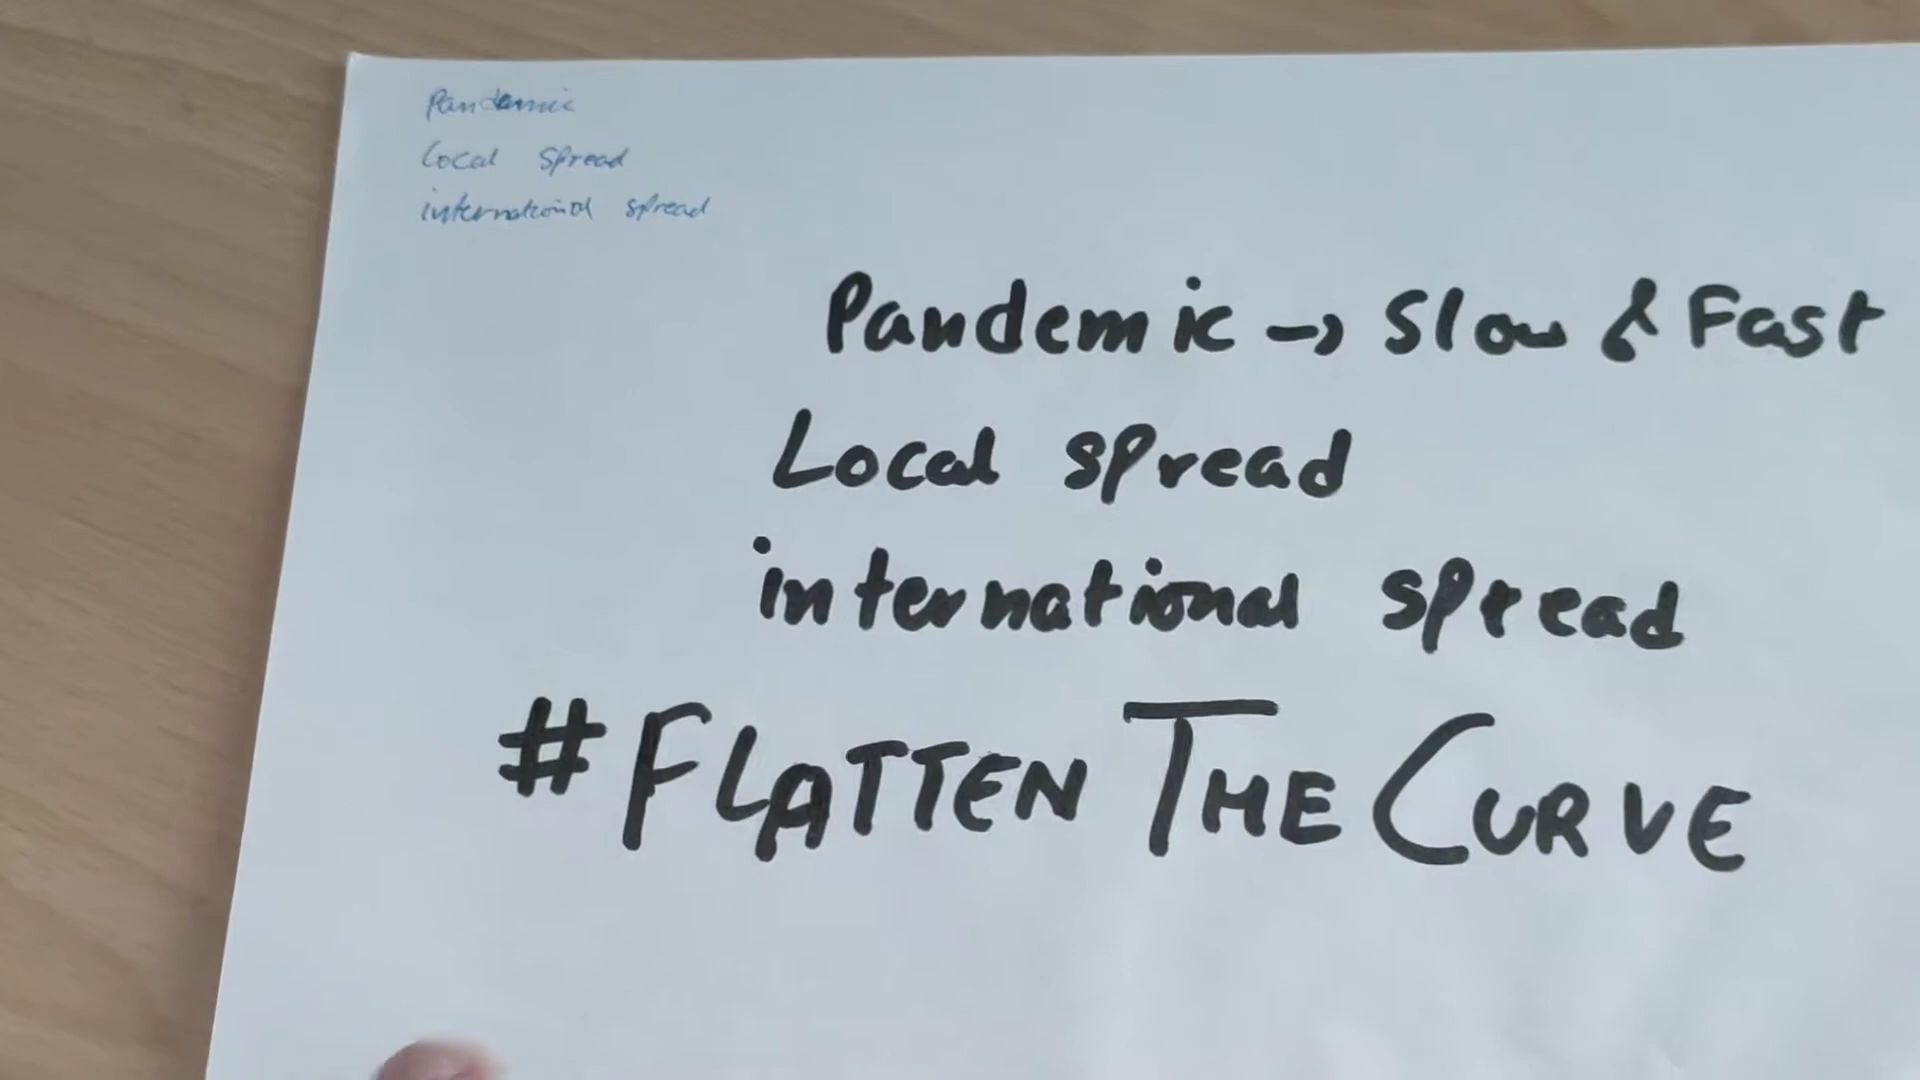 Pandemic
Local spread
international spread
Pandemic → Slow & Fast
Local spread
international spread
#FLATTEN THE CURVE